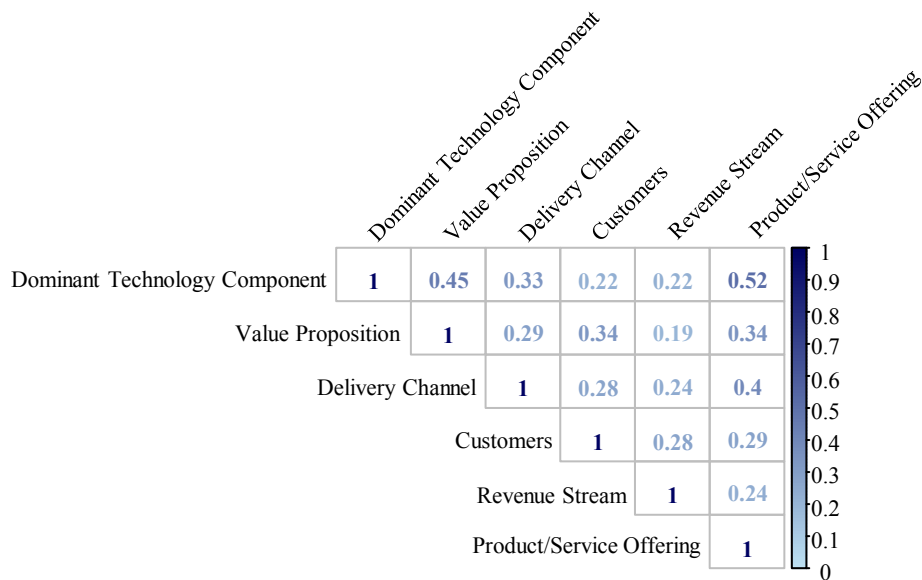 Dominant Technology Component
Value Proposition
Delivery Channel
Customers
Revenue Stream
Product/Service Offering
Dominant Technology Component 1 0.45 0.33 0.22 0.22 0.52
Value Proposition 1 0.29 0.34 0.19 0.34
Delivery Channel 1 0.28 0.24 0.4
Customers 1 0.28 0.29
Revenue Stream 1 0.24
Product/Service Offering 1
1
0.9
0.8
0.7
0.6
0.5
0.4
0.3
0.2
0.1
0